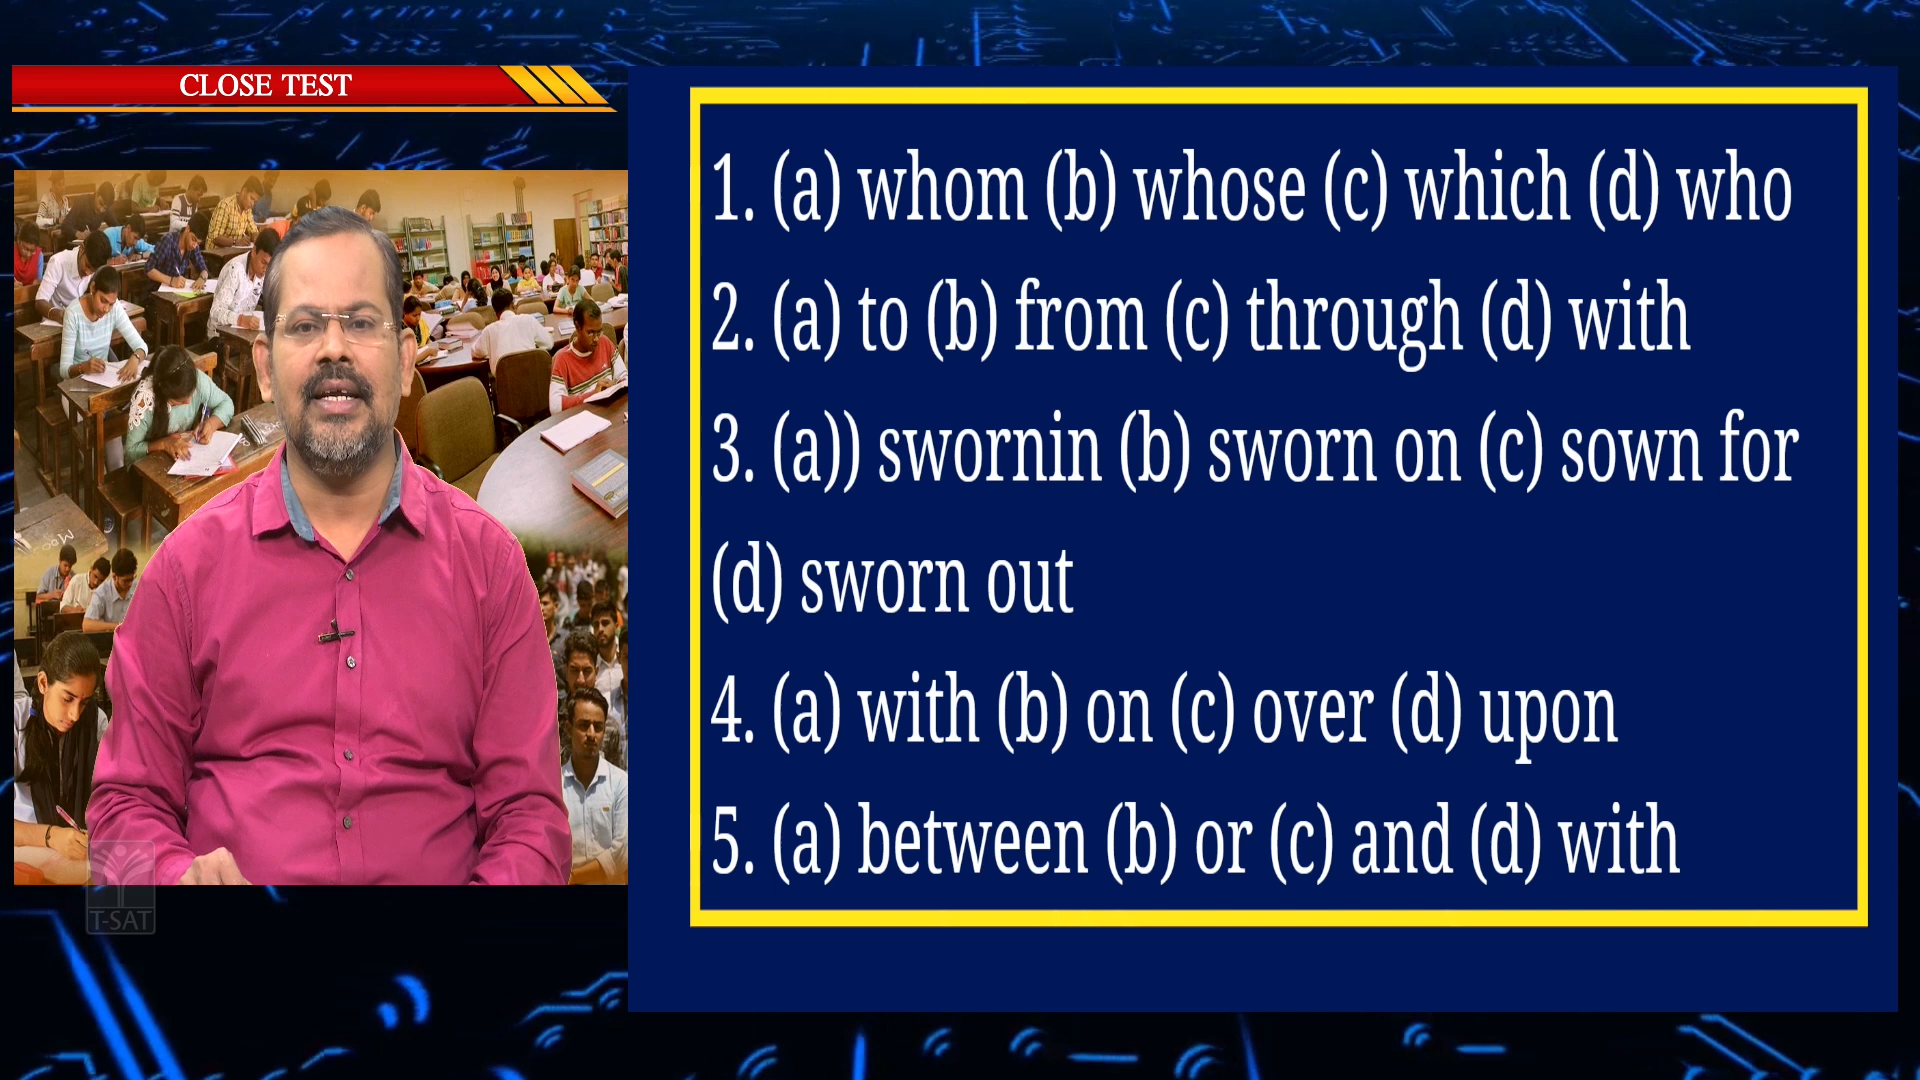 CLOSE TEST
1. (a) whom (b) whose (c) which (d) who
2. (a) to (b) from (c) through (d) with
3. (a)) swornin (b) sworn on (c) sown for
(d) sworn out
4. (a) with (b) on (c) over (d) upon
5. (a) between (b) or (c) and (d) with
T-SAT